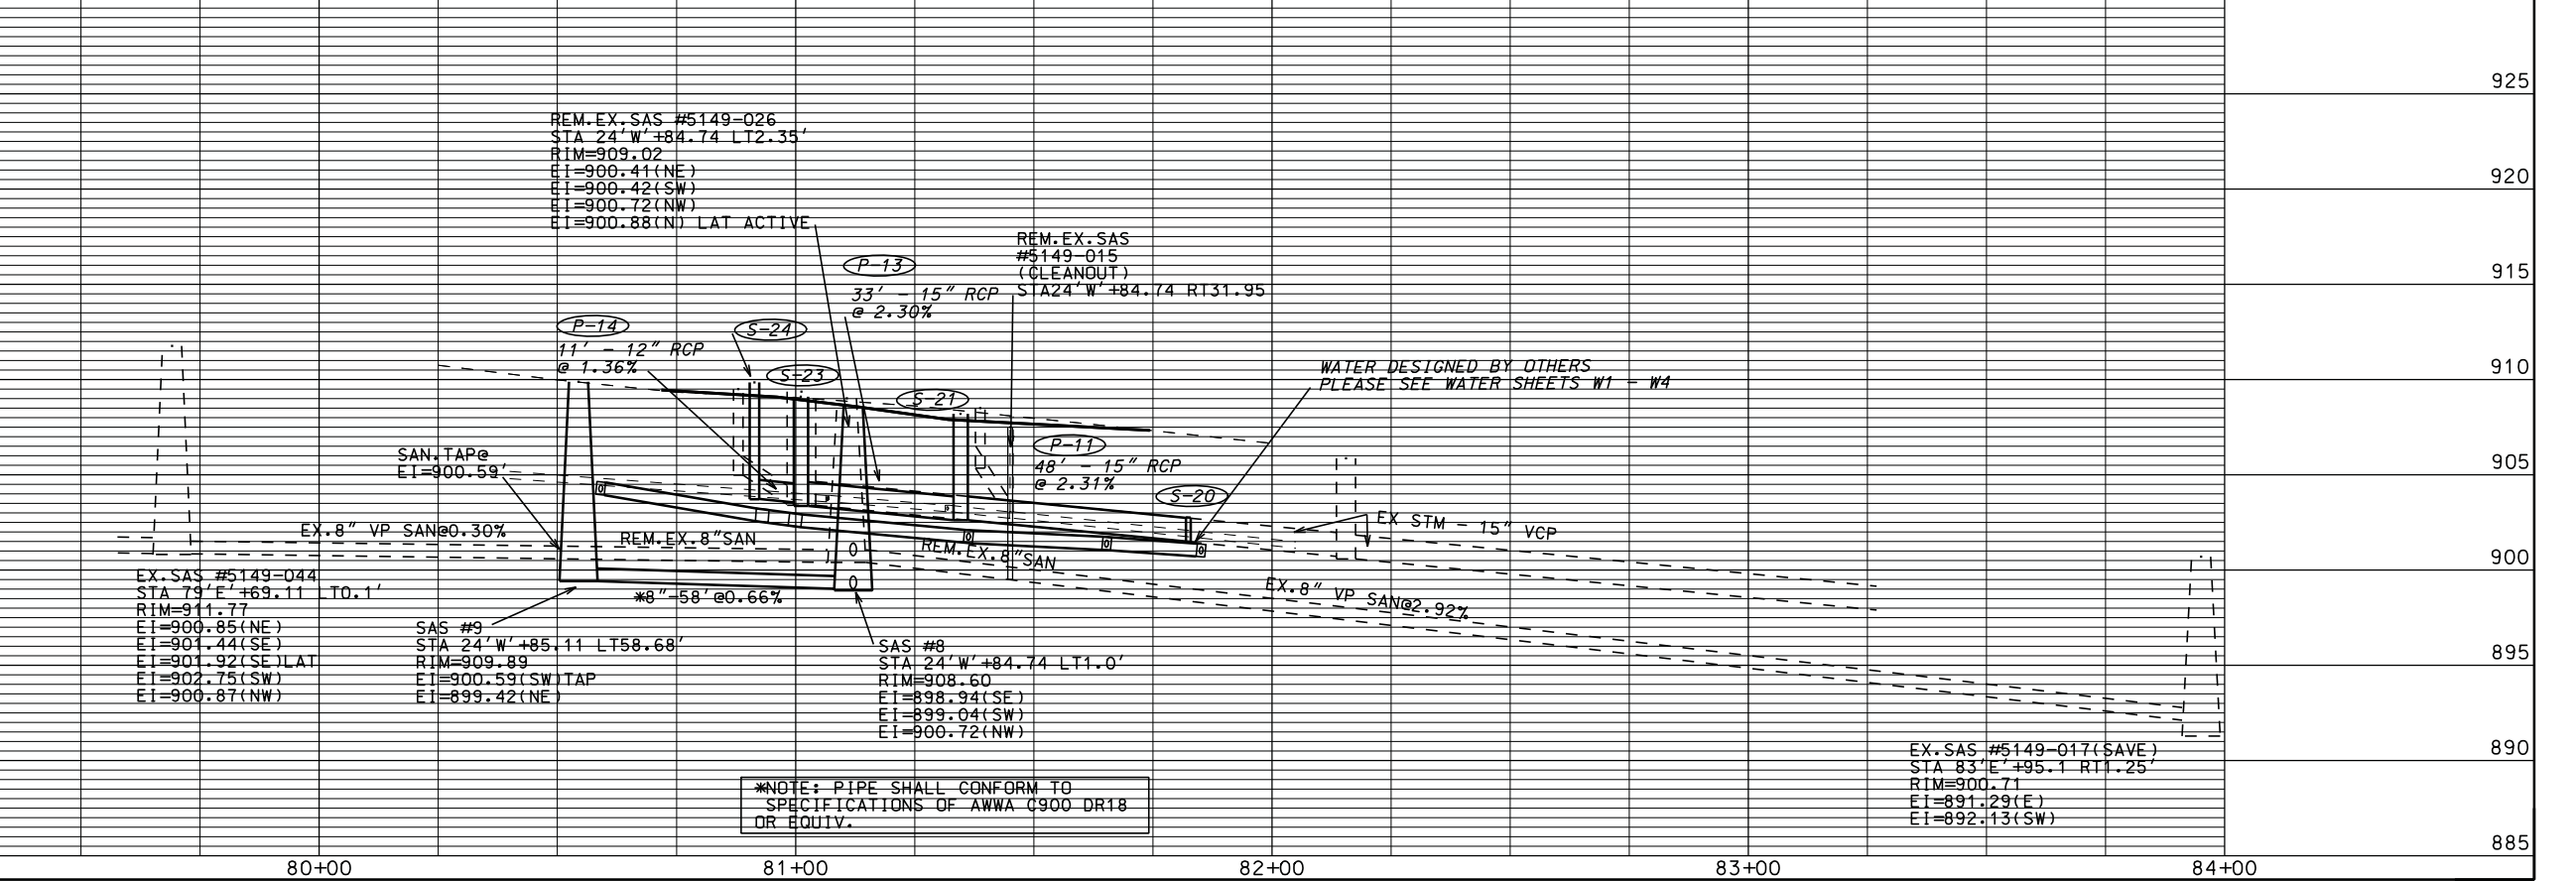 925
REM.EX.SAS #5149-026
STA 24'W'+84.74 LT2.35'
RIM=909.02
EI=900.41(NE)
EI=900.42(SW)
EI=900.72(NW)
EI=900.88(N) LAT ACTIVE
920
915
REM.EX.SAS
#5149-015
(CLEANOUT)
STA24'W'+84.74 RT31.95
P-13
33' - 15" RCP
@ 2.30%
P-14
11' - 12" RCP
@ 1.36%
S-24
S-23
S-21
WATER DESIGNED BY OTHERS
PLEASE SEE WATER SHEETS W1 - W4
910
P-11
48' - 15" RCP
@ 2.31%
S-20
905
SAN.TAP@
EI=900.59'
EX.8" VP SAN@0.30%
REM.EX.8"SAN
REM.EX.8"SAN
EX STM - 15" VCP
900
EX.8" VP SAN@2.92%
*8"-58'@0.66%
EX.SAS #5149-044
STA 79'E'+69.11 LT0.1'
RIM=911.77
EI=900.85(NE)
EI=901.44(SE)
EI=901.92(SE)LAT
EI=902.75(SW)
EI=900.87(NW)
SAS #9
STA 24'W'+85.11 LT58.68'
RIM=909.89
EI=900.59(SW)TAP
EI=899.42(NE)
SAS #8
STA 24'W'+84.74 LT1.0'
RIM=908.60
EI=898.94(SE)
EI=899.04(SW)
EI=900.72(NW)
895
890
EX.SAS #5149-017(SAVE)
STA 83'E'+95.1 RT1.25'
RIM=900.71
EI=891.29(E)
EI=892.13(SW)
*NOTE: PIPE SHALL CONFORM TO
SPECIFICATIONS OF AWWA C900 DR18
OR EQUIV.
885
80+00
81+00
82+00
83+00
84+00